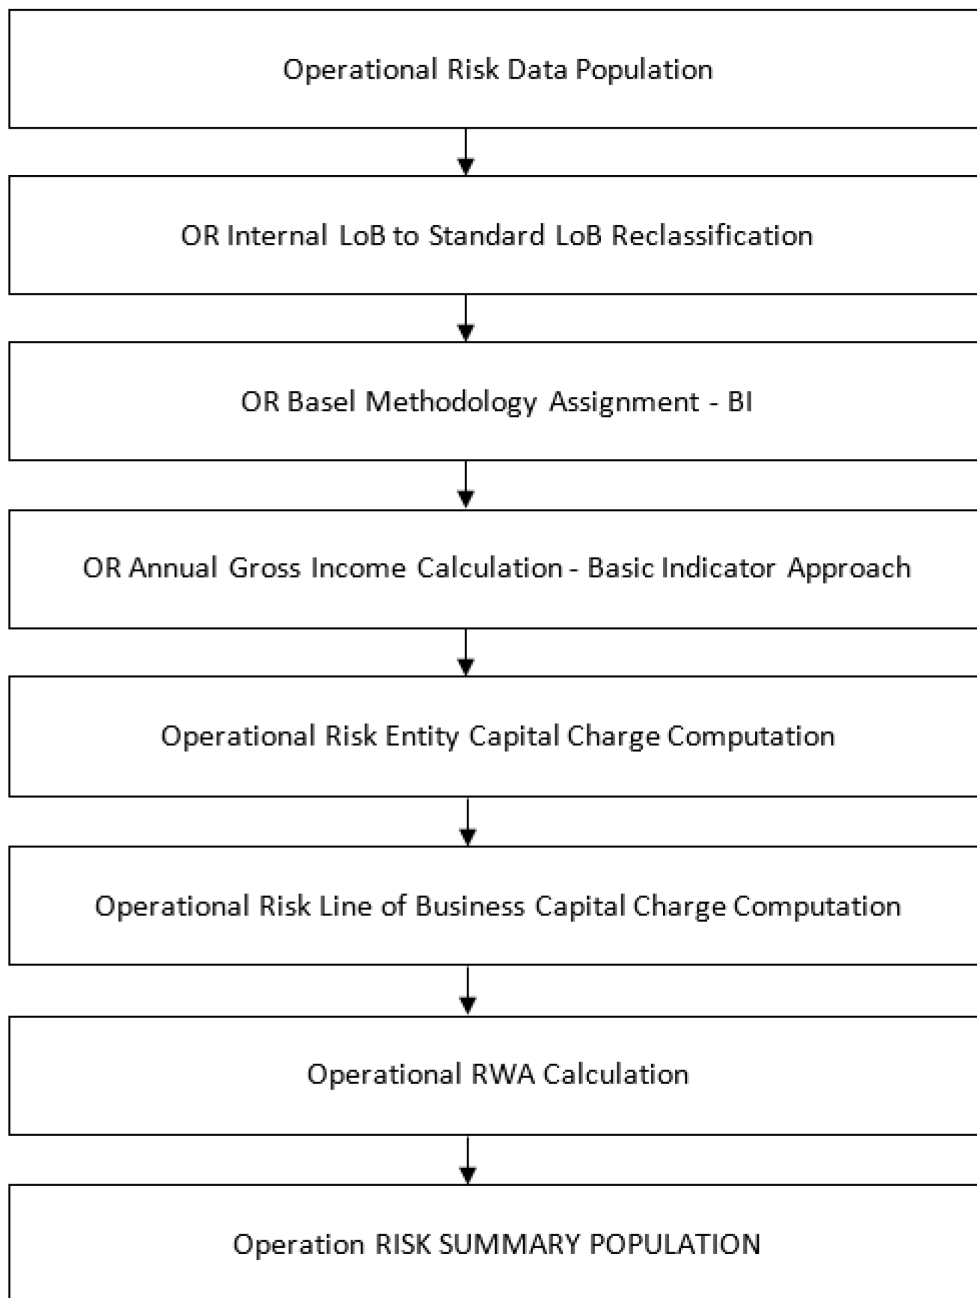 Operational Risk Data Population
OR Internal LoB to Standard LoB Reclassification
OR Basel Methodology Assignment - BI
OR Annual Gross Income Calculation - Basic Indicator Approach
Operational Risk Entity Capital Charge Computation
Operational Risk Line of Business Capital Charge Computation
Operational RWA Calculation
Operation RISK SUMMARY POPULATION